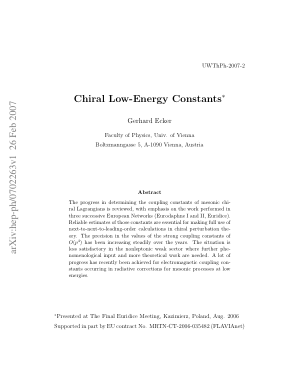 UWThPh-2007-2
Chiral Low-Energy Constants*
Gerhard Ecker
Faculty of Physics, Univ. of Vienna
Boltzmanngasse 5, A-1090 Vienna, Austria
Abstract
The progress in determining the coupling constants of mesonic chi
ral Lagrangians is reviewed, with emphasis on the work performed in
three successive European Networks (Eurodaphne I and II, Euridice).
Reliable estimates of those constants are essential for making full use of
next-to-next-to-leading-order calculations in chiral perturbation the-
ory. The precision in the values of the strong coupling constants of
O(p⁴) has been increasing steadily over the years. The situation is
less satisfactory in the nonleptonic weak sector where further phe-
nomenological input and more theoretical work are needed. A lot of
progress has recently been achieved for electromagnetic coupling con-
stants occurring in radiative corrections for mesonic processes at low
energies.
*Presented at The Final Euridice Meeting, Kazimierz, Poland, Aug. 2006
Supported in part by EU contract No. MRTN-CT-2006-035482 (FLAVIAnet)
arXiv:hep-ph/0702263v1 26 Feb 2007